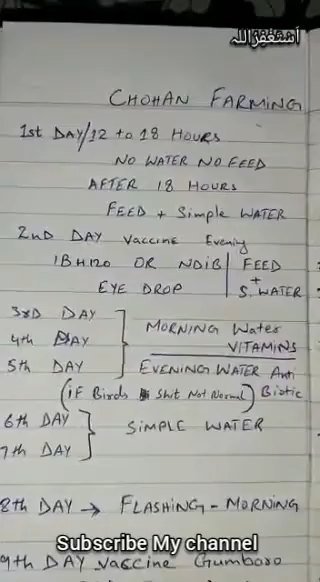 اَسْتَغْفِرُاللہ
CHOHAN FARMING
1st DAY/12 to 18 HOURS
NO WATER NO FEED
AFTER 18 HOURS
FEED + Simple WATER
2nd DAY Vaccine Evening
IBH120 OR NDIB FEED
+
EYE DROP S. WATER
3RD DAY
MORNING Water
4th DAY
VITAMINS
5th DAY EVENING WATER Anti
(iF Birds Shit Not Normal) Biotic
6th DAY SIMPLE WATER
7th DAY
8th DAY → FLASHING - MORNING
Subscribe My channel
9th DAY Vaccine Gumboro